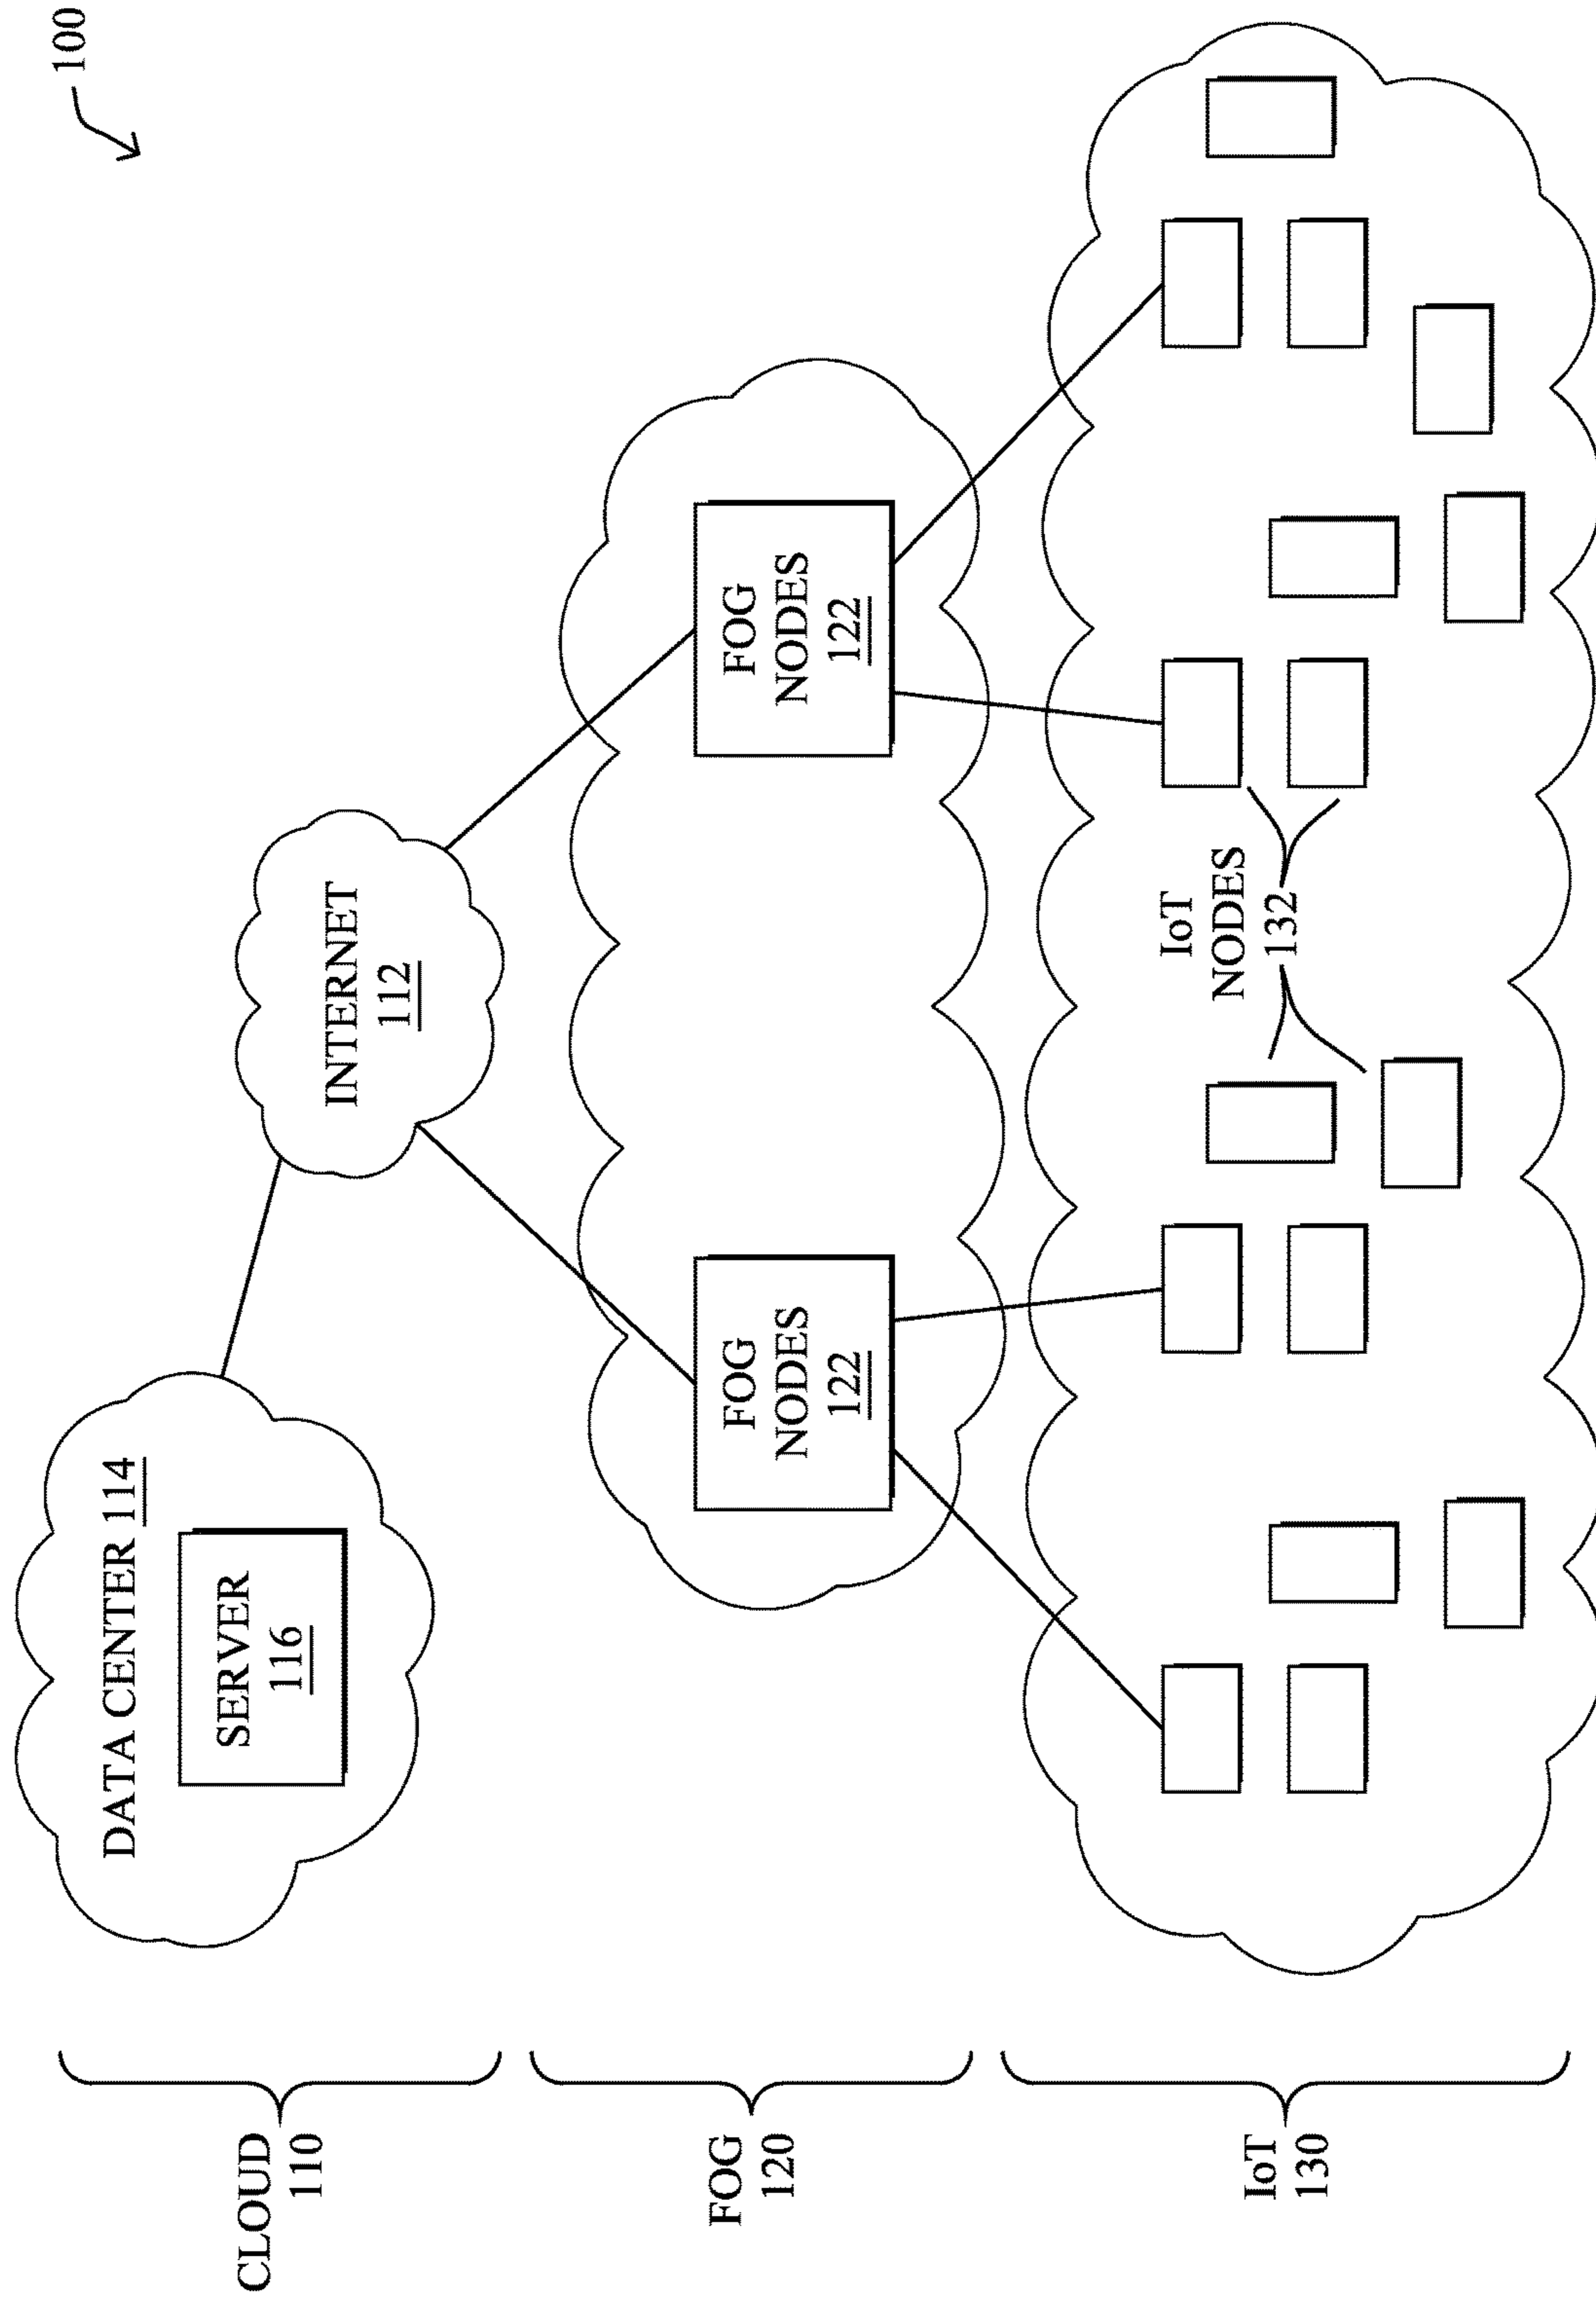 100
CLOUD
110
DATA CENTER 114
SERVER
116
INTERNET
112
FOG
120
FOG
NODES
122
FOG
NODES
122
IoT
130
IoT
NODES
132